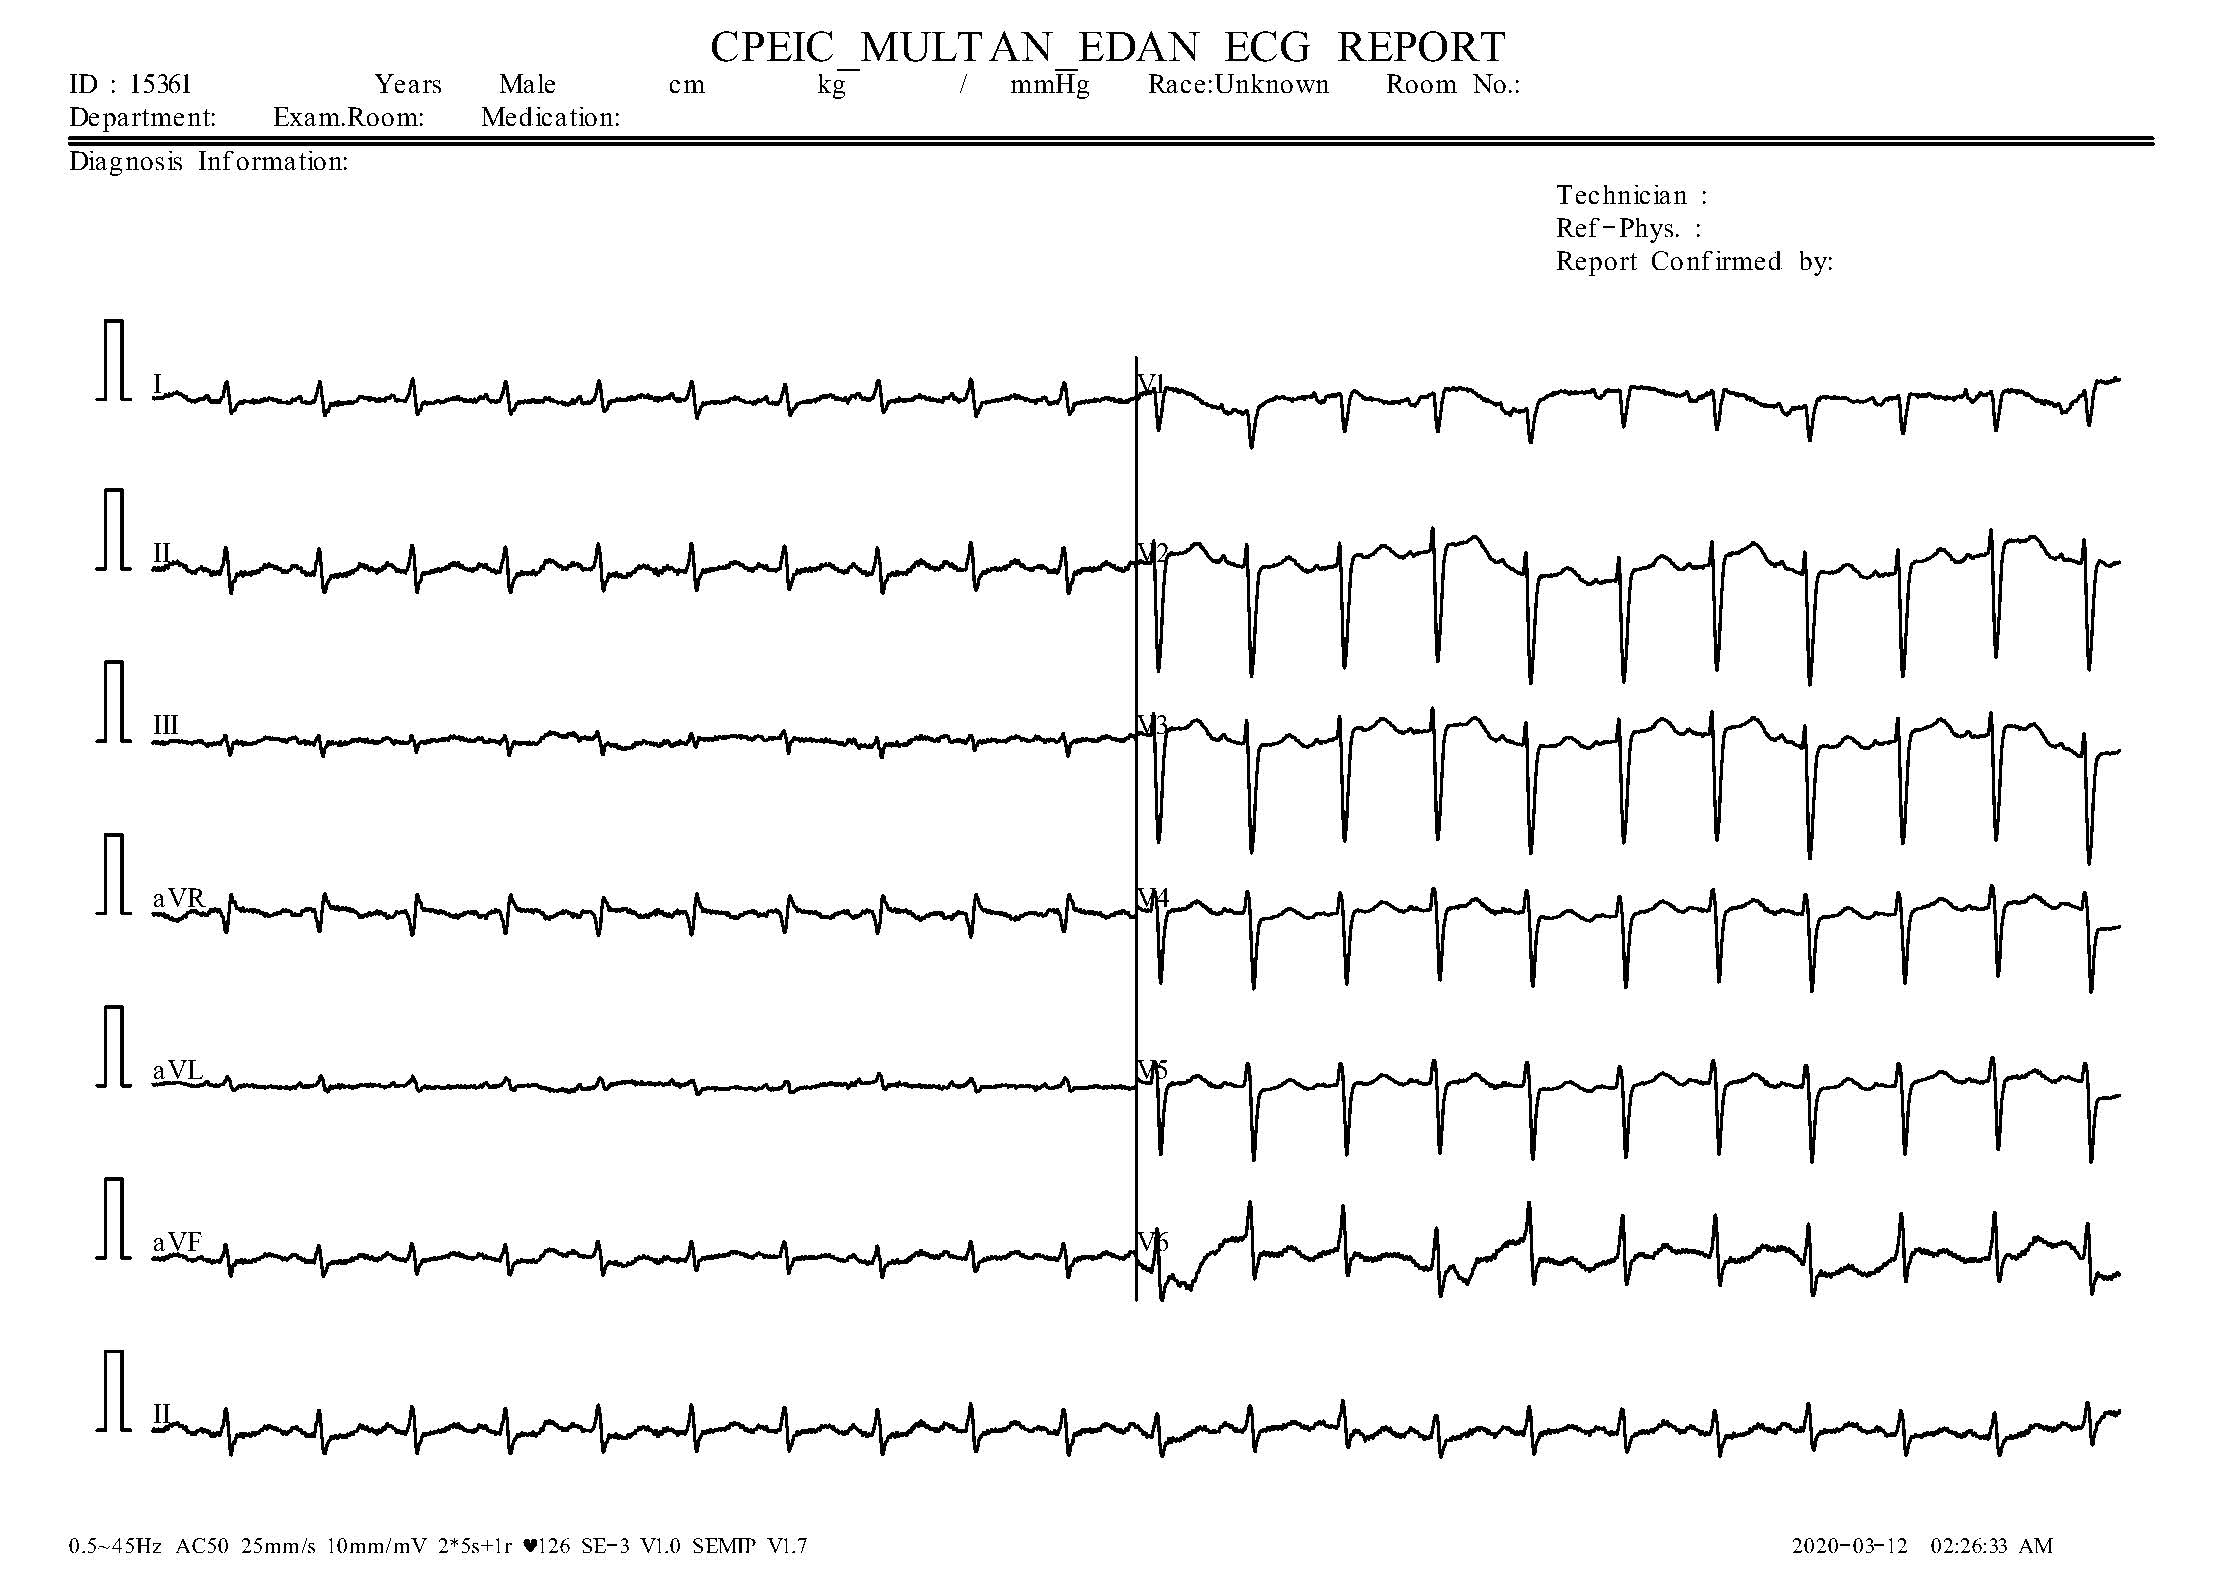 CPEIC_MULTAN_EDAN ECG REPORT
ID : 15361 Years Male cm kg / mmHg Race:Unknown Room No.:
Department: Exam.Room: Medication:
Diagnosis Information:
Technician :
Ref-Phys. :
Report Confirmed by:
I V1
II V2
III V3
aVR V4
aVL V5
aVF V6
II
0.5~45Hz AC50 25mm/s 10mm/mV 2*5s+1r ♥126 SE-3 V1.0 SEMIP V1.7 2020-03-12 02:26:33 AM